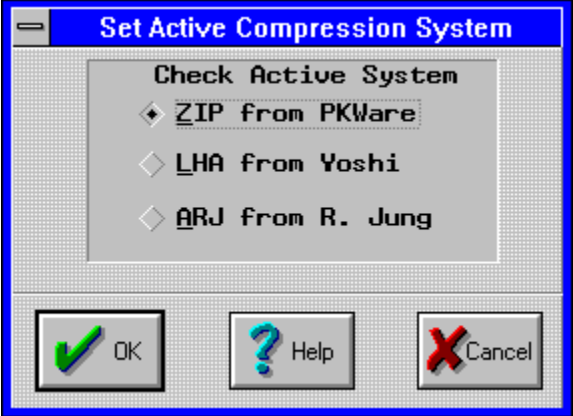 Set Active Compression System
Check Active System
ZIP from PKWare
LHA from Yoshi
ARJ from R. Jung
OK
Help
Cancel